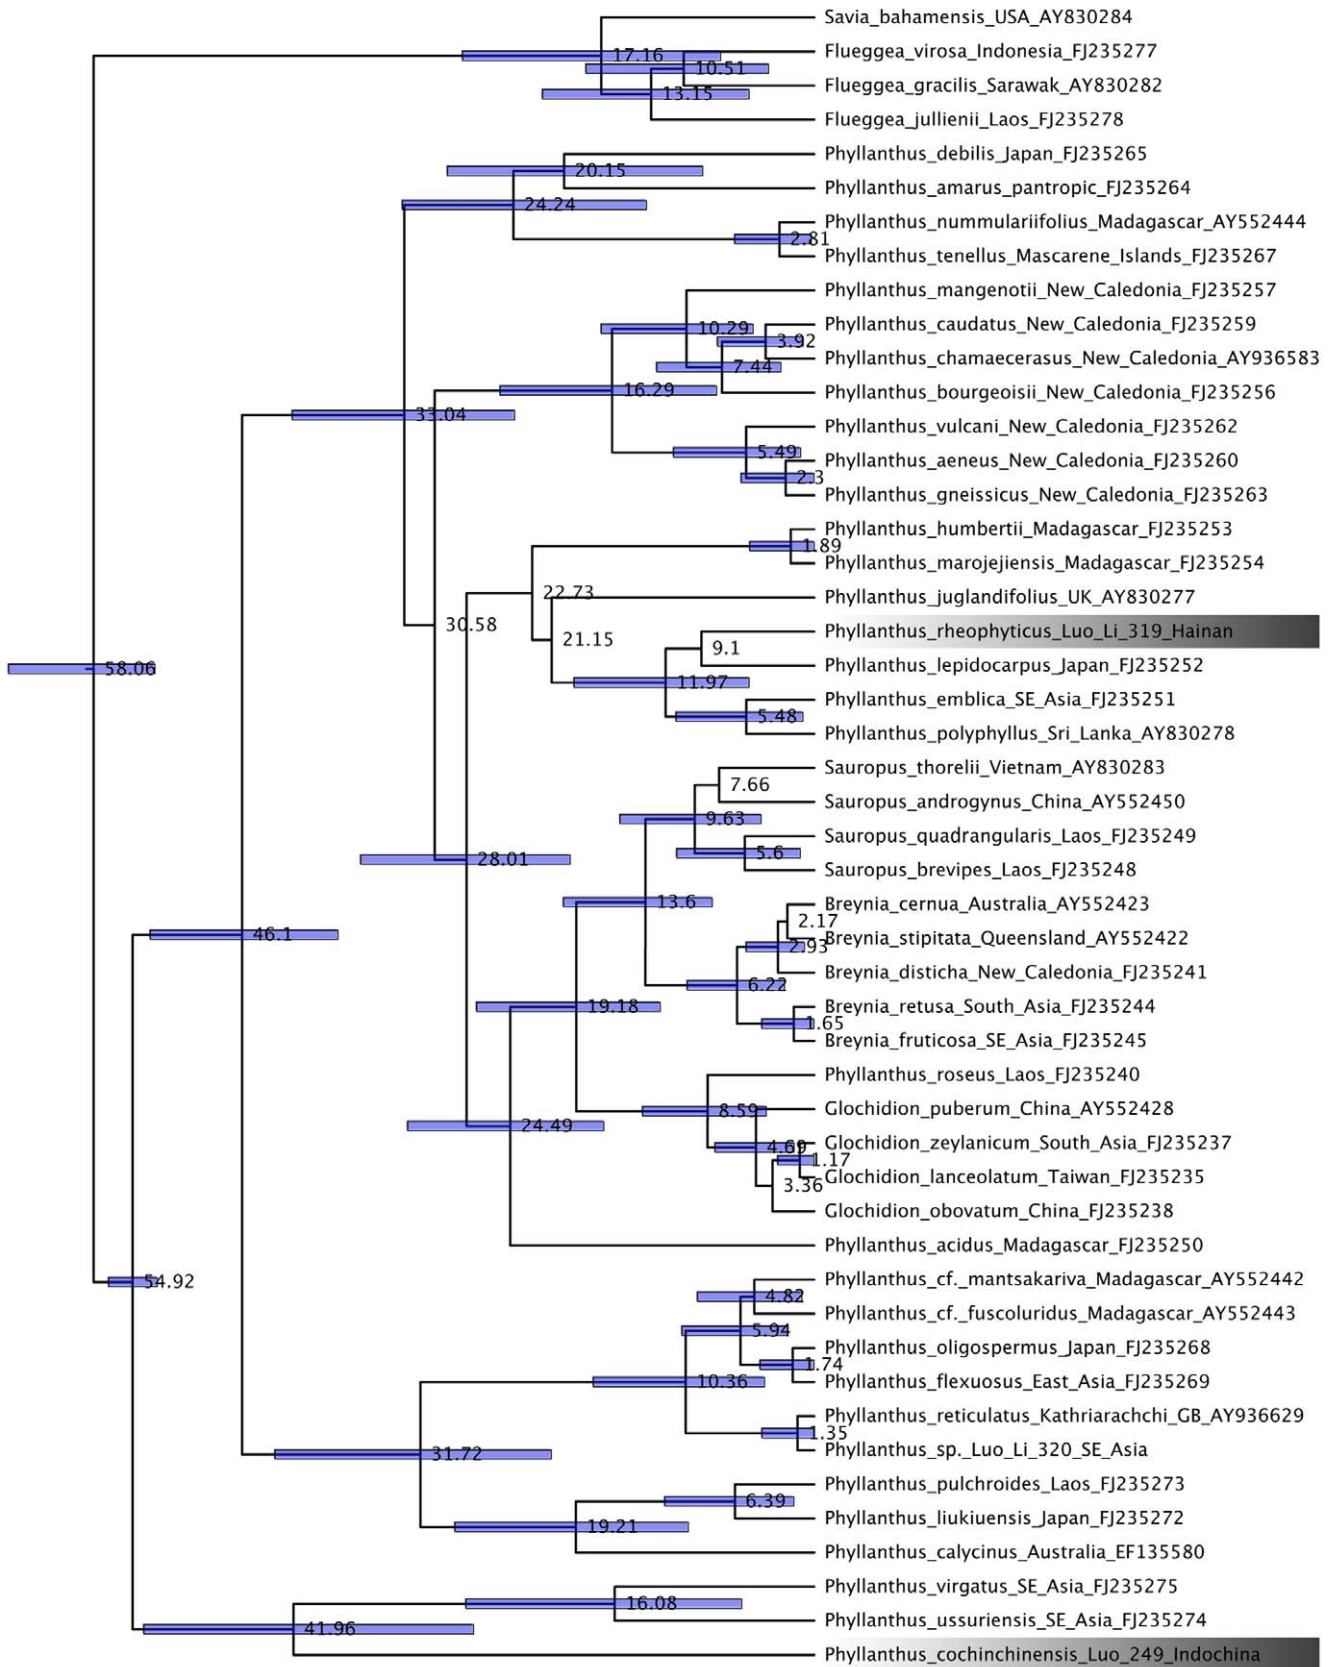 Savia_bahamensis_USA_AY830284
17.16
Flueggea_virosa_Indonesia_FJ235277
10.51
Flueggea_gracilis_Sarawak_AY830282
13.15
Flueggea_jullienii_Laos_FJ235278
Phyllanthus_debilis_Japan_FJ235265
20.15
Phyllanthus_amarus_pantropic_FJ235264
24.24
Phyllanthus_nummulariifolius_Madagascar_AY552444
2.81
Phyllanthus_tenellus_Mascarene_Islands_FJ235267
Phyllanthus_mangenotii_New_Caledonia_FJ235257
10.29
Phyllanthus_caudatus_New_Caledonia_FJ235259
3.92
Phyllanthus_chamaecerasus_New_Caledonia_AY936583
7.44
16.29
Phyllanthus_bourgeoisii_New_Caledonia_FJ235256
33.04
Phyllanthus_vulcani_New_Caledonia_FJ235262
5.49
Phyllanthus_aeneus_New_Caledonia_FJ235260
2.3
Phyllanthus_gneissicus_New_Caledonia_FJ235263
Phyllanthus_humbertii_Madagascar_FJ235253
1.89
Phyllanthus_marojejiensis_Madagascar_FJ235254
22.73
Phyllanthus_juglandifolius_UK_AY830277
30.58
Phyllanthus_rheophyticus_Luo_Li_319_Hainan
21.15
9.1
58.06
Phyllanthus_lepidocarpus_Japan_FJ235252
11.97
Phyllanthus_emblica_SE_Asia_FJ235251
5.48
Phyllanthus_polyphyllus_Sri_Lanka_AY830278
Sauropus_thorelii_Vietnam_AY830283
7.66
Sauropus_androgynus_China_AY552450
9.63
Sauropus_quadrangularis_Laos_FJ235249
5.6
28.01
Sauropus_brevipes_Laos_FJ235248
13.6
Breynia_cernua_Australia_AY552423
2.17
46.1
Breynia_stipitata_Queensland_AY552422
2.93
Breynia_disticha_New_Caledonia_FJ235241
6.22
19.18
Breynia_retusa_South_Asia_FJ235244
1.65
Breynia_fruticosa_SE_Asia_FJ235245
Phyllanthus_roseus_Laos_FJ235240
8.59
Glochidion_puberum_China_AY552428
24.49
Glochidion_zeylanicum_South_Asia_FJ235237
4.69
1.17
Glochidion_lanceolatum_Taiwan_FJ235235
3.36
Glochidion_obovatum_China_FJ235238
Phyllanthus_acidus_Madagascar_FJ235250
54.92
Phyllanthus_cf._mantsakariva_Madagascar_AY552442
4.82
Phyllanthus_cf._fuscoluridus_Madagascar_AY552443
5.94
Phyllanthus_oligospermus_Japan_FJ235268
1.74
10.36
Phyllanthus_flexuosus_East_Asia_FJ235269
Phyllanthus_reticulatus_Kathriarachchi_GB_AY936629
1.35
31.72
Phyllanthus_sp._Luo_Li_320_SE_Asia
Phyllanthus_pulchroides_Laos_FJ235273
6.39
Phyllanthus_liukiuensis_Japan_FJ235272
19.21
Phyllanthus_calycinus_Australia_EF135580
Phyllanthus_virgatus_SE_Asia_FJ235275
16.08
Phyllanthus_ussuriensis_SE_Asia_FJ235274
41.96
Phyllanthus_cochinchinensis_Luo_249_Indochina